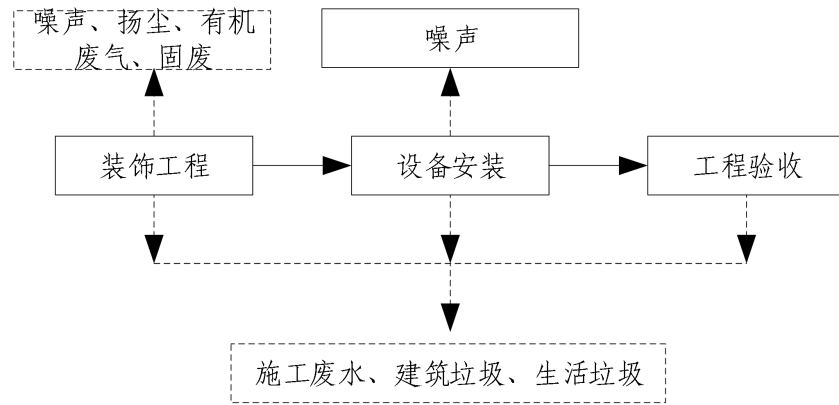 噪声、扬尘、有机
废气、固废
噪声
装饰工程
设备安装
工程验收
施工废水、建筑垃圾、生活垃圾